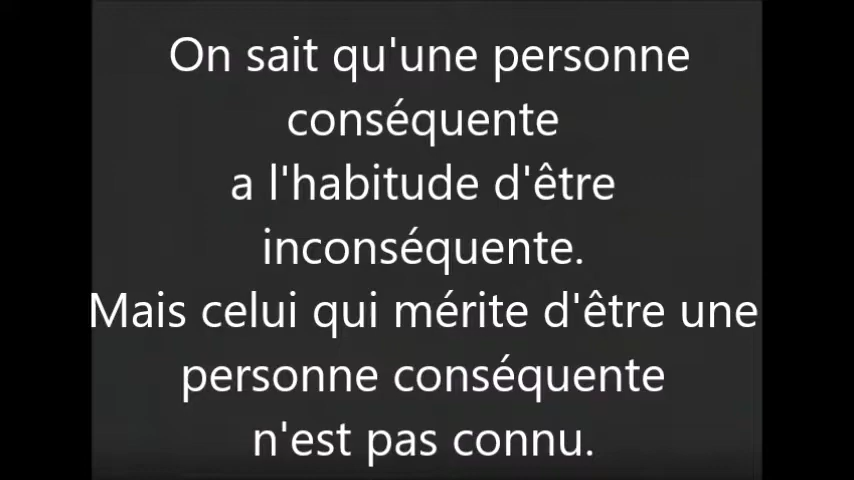 On sait qu'une personne
conséquente
a l'habitude d'être
inconséquente.
Mais celui qui mérite d'être une
personne conséquente
n'est pas connu.